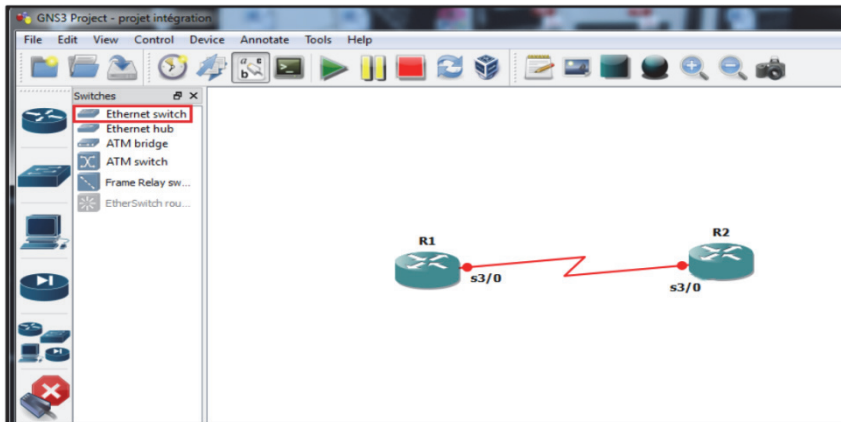 GNS3 Project - projet intégration
File Edit View Control Device Annotate Tools Help
Switches
Ethernet switch
Ethernet hub
ATM bridge
ATM switch
Frame Relay sw...
EtherSwitch rou...
R1
R2
s3/0
s3/0